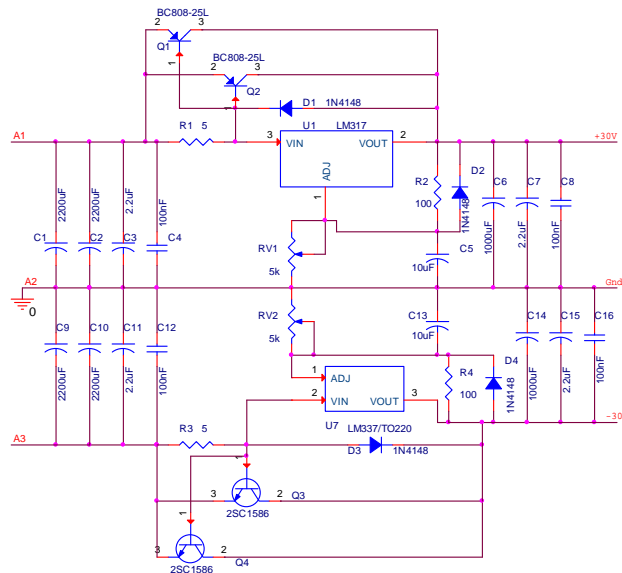 BC808-25L
2 3
Q1
1
BC808-25L
2 3
Q2
1
D1 1N4148
A1
R1 5
U1 LM317
3 VIN VOUT 2
ADJ
1
+30V
D2
1N4148
R2
100
C6
1000uF
C7
2.2uF
C8
100nF
2200uF
C1
2200uF
C2
2.2uF
C3
100nF
C4
RV1
5k
C5
10uF
A2
Gnd
0
C9
2200uF
C10
2200uF
C11
2.2uF
C12
100nF
RV2
5k
C13
10uF
C14
1000uF
C15
2.2uF
C16
100nF
D4
1N4148
R4
100
1 ADJ
2 VIN
VOUT 3
U7
LM337/TO220
-30
A3
R3 5
D3 1N4148
1
1
3 2
Q3
2SC1586
3 2
Q4
2SC1586